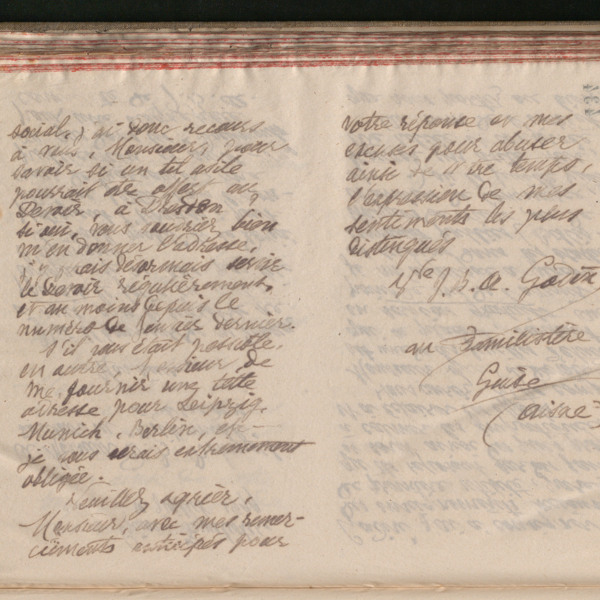 social. J'ai donc recours
à vous, Monsieur, pour
savoir si un tel asile
pourrait être offert au
Devoir, à Dresden ?
Si oui, vous voudriez bien
m'en donner l'adresse,
j'y ferais désormais servir
le Devoir régulièrement,
et au moins depuis le
numéro de janvier dernier.
S'il vous était possible,
en outre, Monsieur, de
me fournir une telle
adresse pour Leipzig,
Munich, Berlin,
je vous serais extrêmement
obligée.
Veuillez agréer,
Monsieur, avec mes remer-
ciements anticipés pour
votre réponse et mes
excuses pour abuser
ainsi de votre temps,
l'expression de mes
sentiments les plus
distingués
Vve J. B. A. Godin
au Familistère
Guise
(Aisne)